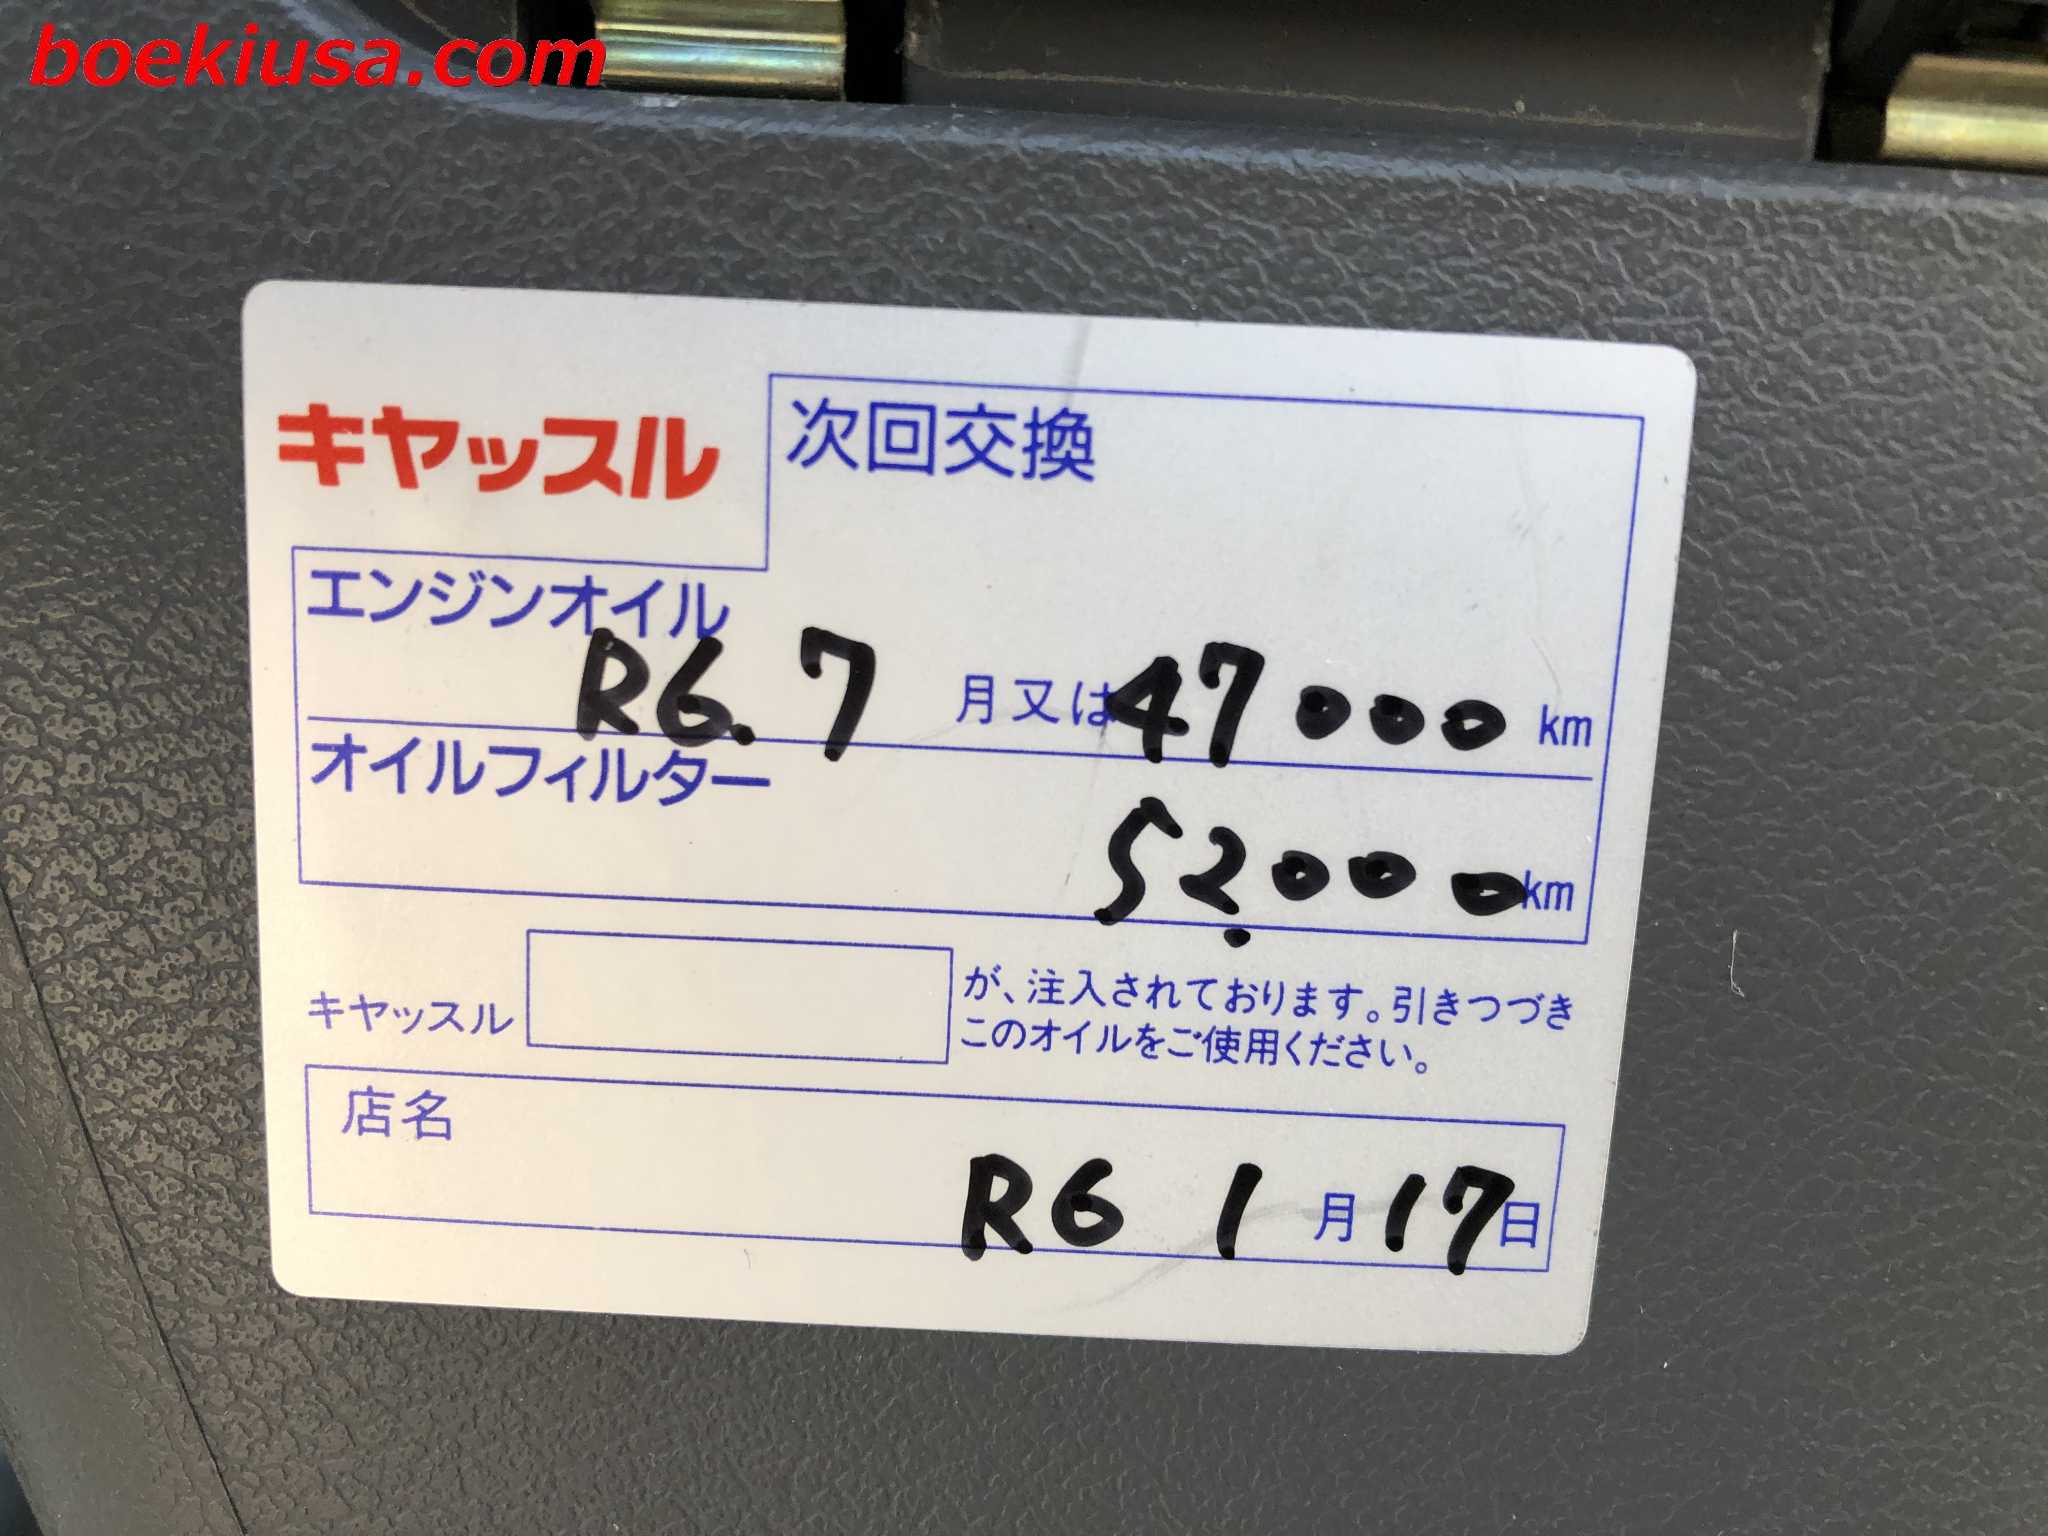 boekiusa.com
キャッスル
次回交換
エンジンオイル
R6.7 月又は 47000 km
オイルフィルター
52000 km
キャッスル が、注入されております。引きつづき
このオイルをご使用ください。
店名
R6 1月17日